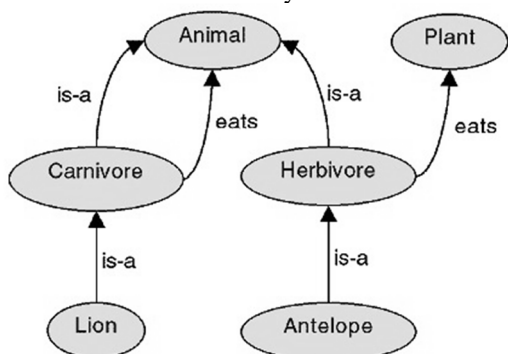 Animal
Plant
is-a
eats
is-a
eats
Carnivore
Herbivore
is-a
is-a
Lion
Antelope